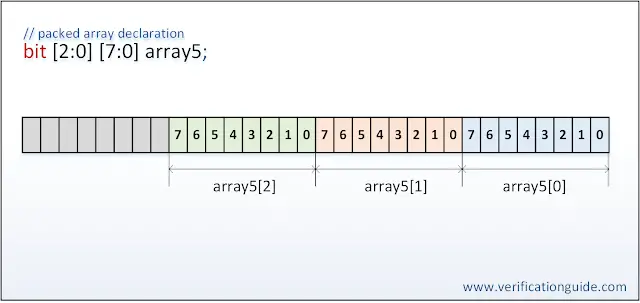 // packed array declaration
bit [2:0] [7:0] array5;
7 6 5 4 3 2 1 0 7 6 5 4 3 2 1 0 7 6 5 4 3 2 1 0
array5[2] array5[1] array5[0]
www.verificationguide.com